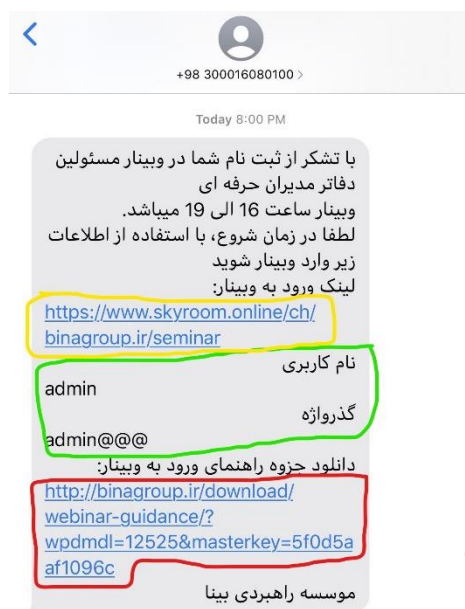 +98 300016080100 >
Today 8:00 PM
با تشکر از ثبت نام شما در وبینار مسئولین
دفاتر مدیران حرفه ای
وبینار ساعت 16 الی 19 میباشد.
لطفا در زمان شروع، با استفاده از اطلاعات
زیر وارد وبینار شوید
لینک ورود به وبینار:
https://www.skyroom.online/ch/
binagroup.ir/seminar
نام کاربری
admin
گذرواژه
admin@@@
دانلود جزوه راهنمای ورود به وبینار:
http://binagroup.ir/download/
webinar-guidance/?
wpdmdl=12525&masterkey=5f0d5a
af1096c
موسسه راهبردی بینا